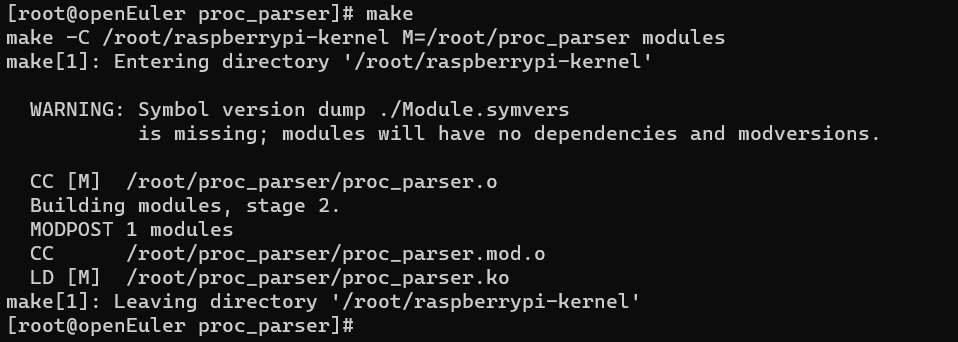 [root@openEuler proc_parser]# make
make -C /root/raspberrypi-kernel M=/root/proc_parser modules
make[1]: Entering directory '/root/raspberrypi-kernel'
  WARNING: Symbol version dump ./Module.symvers
           is missing; modules will have no dependencies and modversions.
  CC [M]  /root/proc_parser/proc_parser.o
  Building modules, stage 2.
  MODPOST 1 modules
  CC      /root/proc_parser/proc_parser.mod.o
  LD [M]  /root/proc_parser/proc_parser.ko
make[1]: Leaving directory '/root/raspberrypi-kernel'
[root@openEuler proc_parser]#